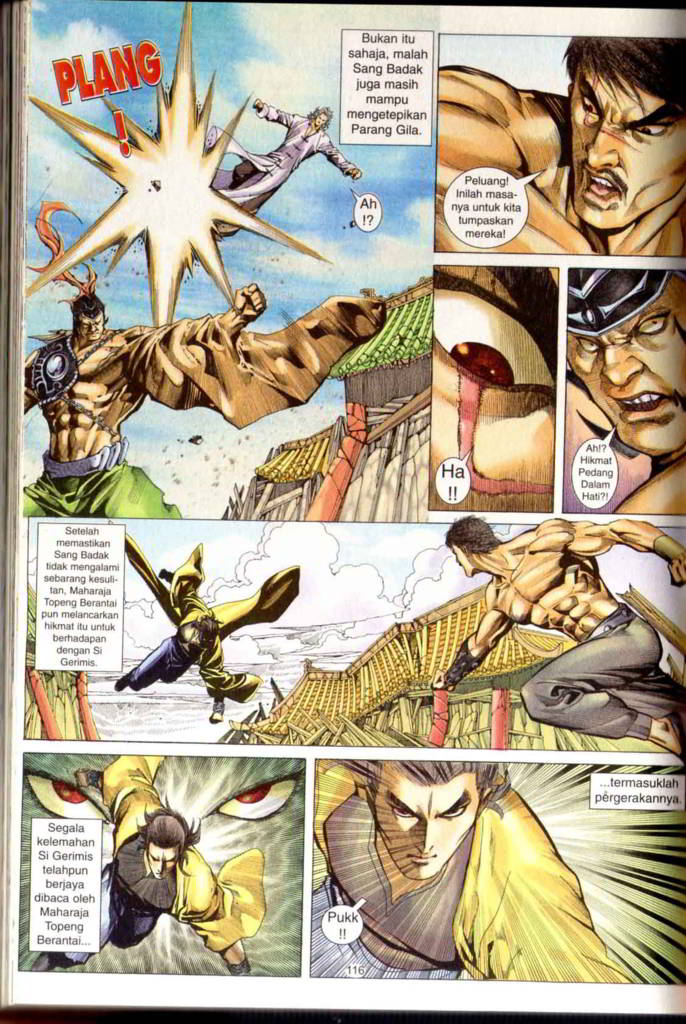 PLANG
!
Bukan itu
sahaja, malah
Sang Badak
juga masih
mampu
mengetepikan
Parang Gila.
Ah
!?
Peluang!
Inilah masa-
nya untuk kita
tumpaskan
mereka!
Ha
!!
Ah!?
Hikmat
Pedang
Dalam
Hati?!
Setelah
memastikan
Sang Badak
tidak mengalami
sebarang kesuli-
tan, Maharaja
Topeng Berantai
pun melancarkan
hikmat itu untuk
berhadapan
dengan Si
Gerimis.
Segala
kelemahan
Si Gerimis
telahpun
berjaya
dibaca oleh
Maharaja
Topeng
Berantai...
...termasuklah
pergerakannya.
Pukk
!!
116